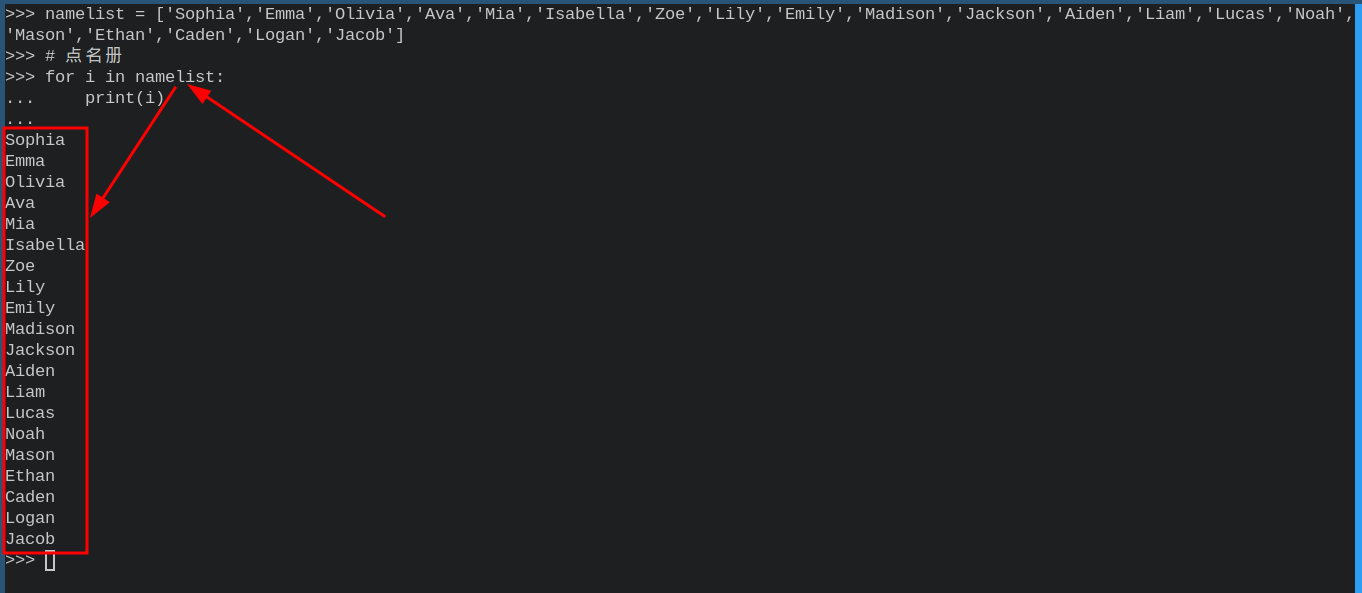 >>> namelist = ['Sophia','Emma','Olivia','Ava','Mia','Isabella','Zoe','Lily','Emily','Madison','Jackson','Aiden','Liam','Lucas','Noah',
'Mason','Ethan','Caden','Logan','Jacob']
>>> # 点名册
>>> for i in namelist:
...     print(i)
...
Sophia
Emma
Olivia
Ava
Mia
Isabella
Zoe
Lily
Emily
Madison
Jackson
Aiden
Liam
Lucas
Noah
Mason
Ethan
Caden
Logan
Jacob
>>>